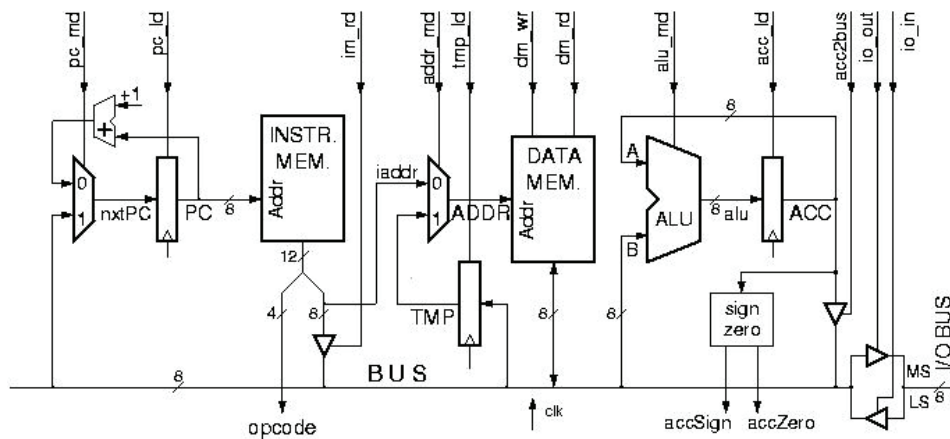 pc_md
pc_ld
im_rd
addr_md
tmp_ld
dm_wr
dm_rd
alu_md
acc_ld
acc2bus
io_out
io_in
+1
+
0
1
nxtPC
PC
8
INSTR.
MEM.
Addr
12
4
8
iaddr
0
1
ADDR
TMP
DATA
MEM.
Addr
8
8
A
B
ALU
8
alu
ACC
8
sign
zero
BUS
8
opcode
clk
accSign
accZero
MS
LS
I/O BUS
8